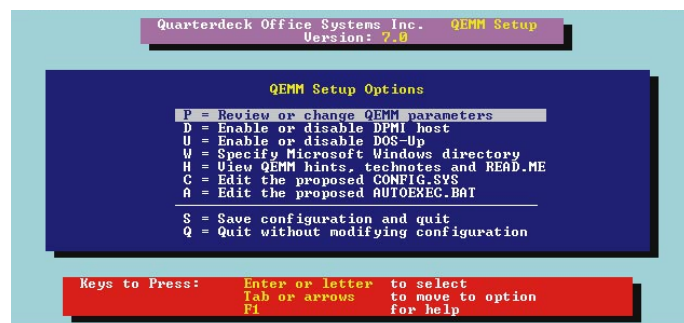 Quarterdeck Office Systems Inc. QEMM Setup
Version: 7.0
QEMM Setup Options
P = Review or change QEMM parameters
D = Enable or disable DPMI host
U = Enable or disable DOS-Up
W = Specify Microsoft Windows directory
H = View QEMM hints, technotes and READ.ME
C = Edit the proposed CONFIG.SYS
A = Edit the proposed AUTOEXEC.BAT
S = Save configuration and quit
Q = Quit without modifying configuration
Keys to Press: Enter or letter to select
Tab or arrows to move to option
F1 for help